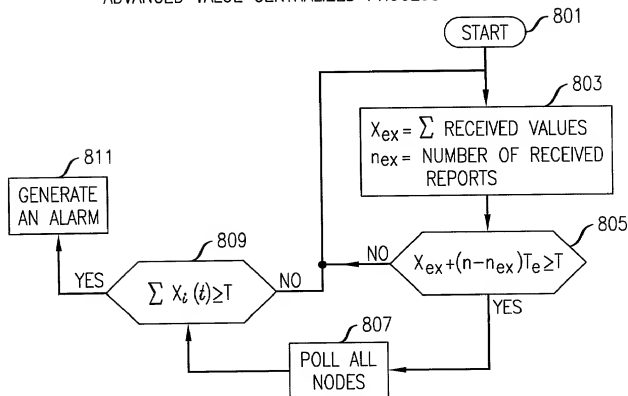 ADVANCED VALUE CENTRALIZED PROCESS
START
801
803
X_ex = Σ RECEIVED VALUES
n_ex = NUMBER OF RECEIVED
REPORTS
811
GENERATE
AN ALARM
809
805
YES
Σ X_i (t) ≥ T
NO
NO
X_ex + (n - n_ex) T_e ≥ T
YES
807
POLL ALL
NODES